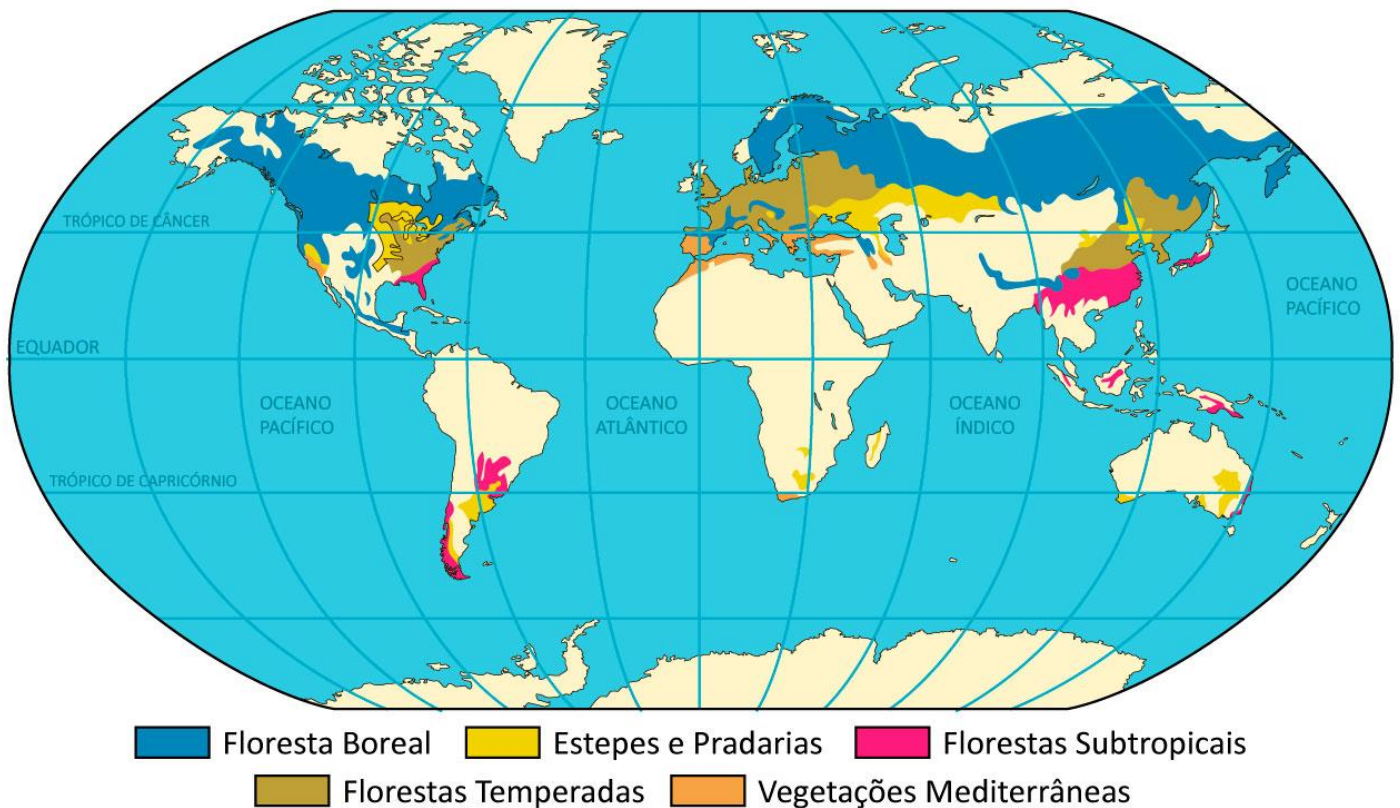 TRÓPICO DE CÂNCER
OCEANO
PACÍFICO
EQUADOR
OCEANO
PACÍFICO
OCEANO
ATLÂNTICO
OCEANO
ÍNDICO
TRÓPICO DE CAPRICÓRNIO
Floresta Boreal
Estepes e Pradarias
Florestas Subtropicais
Florestas Temperadas
Vegetações Mediterrâneas